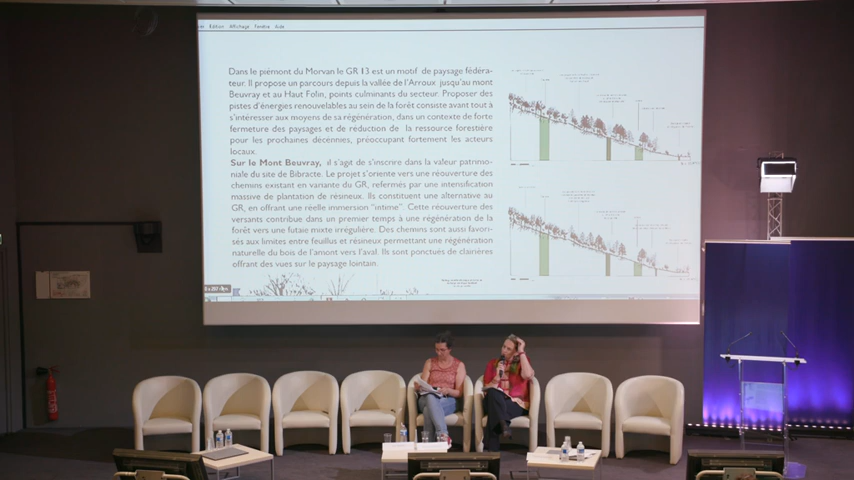 Édition Affichage Fenêtre Aide
Dans le piémont du Morvan le GR 13 est un motif de paysage fédéra-
teur. Il propose un parcours depuis la vallée de l'Arroux jusqu'au mont
Beuvray et au Haut Folin, points culminants du secteur. Proposer des
pistes d'énergies renouvelables au sein de la forêt consiste avant tout à
s'intéresser aux moyens de sa régénération, dans un contexte de forte
fermeture des paysages et de réduction de la ressource forestière
pour les prochaines décennies, préoccupant fortement les acteurs
locaux.
Sur le Mont Beuvray, il s'agit de s'inscrire dans la valeur patrimo-
niale du site de Bibracte. Le projet s'oriente vers une réouverture des
chemins existant en variante du GR, refermés par une intensification
massive de plantation de résineux. Ils constituent une alternative au
GR, en offrant une réelle immersion "intime". Cette réouverture des
versants contribue dans un premier temps à une régénération de la
forêt vers une futaie mixte irrégulière. Des chemins sont aussi favori-
sés aux limites entre feuillus et résineux permettant une régénération
naturelle du bois de l'amont vers l'aval. Ils sont ponctués de clairières
offrant des vues sur le paysage lointain.